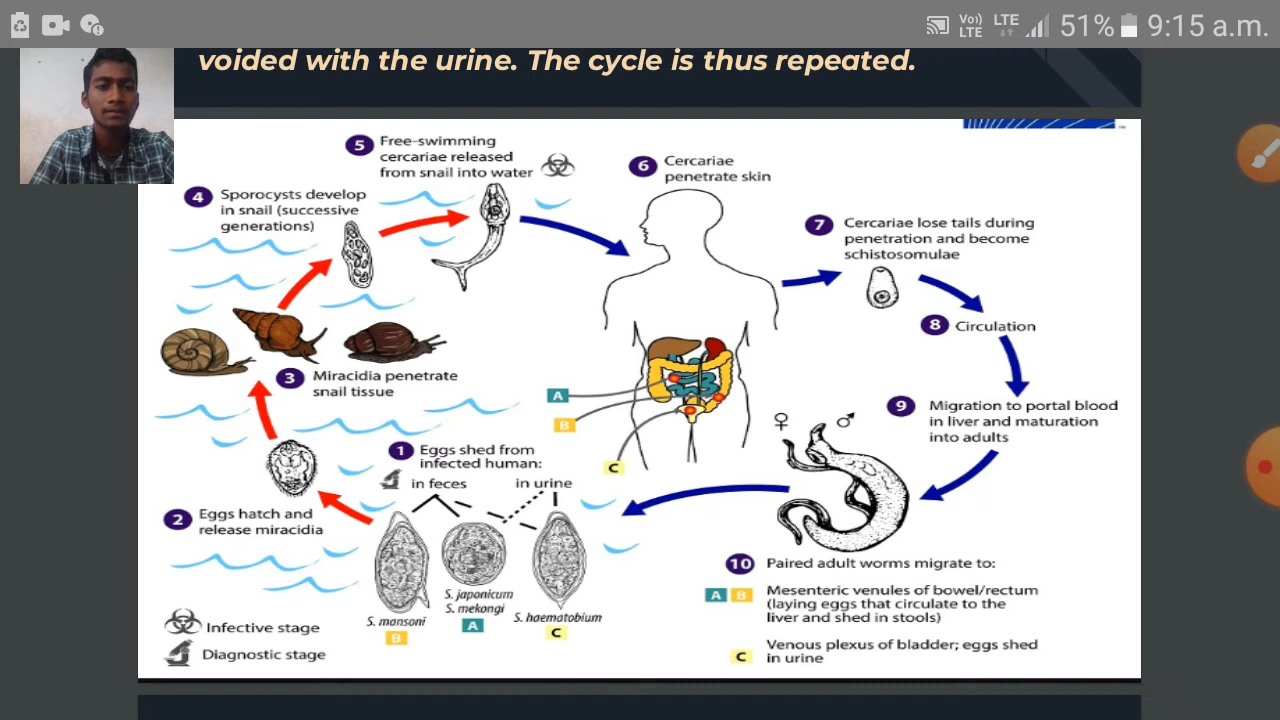 Vo)) LTE LTE 51% 9:15 a.m.
voided with the urine. The cycle is thus repeated.
5 Free-swimming
cercariae released
from snail into water
6 Cercariae
penetrate skin
4 Sporocysts develop
in snail (successive
generations)
7 Cercariae lose tails during
penetration and become
schistosomulae
8 Circulation
3 Miracidia penetrate
snail tissue
A
B
C
9 Migration to portal blood
in liver and maturation
into adults
♀ ♂
1 Eggs shed from
infected human:
in feces in urine
2 Eggs hatch and
release miracidia
S. mansoni
B
S. japonicum
S. mekongi
A
S. haematobium
C
10 Paired adult worms migrate to:
A B Mesenteric venules of bowel/rectum
(laying eggs that circulate to the
liver and shed in stools)
C Venous plexus of bladder; eggs shed
in urine
Infective stage
Diagnostic stage